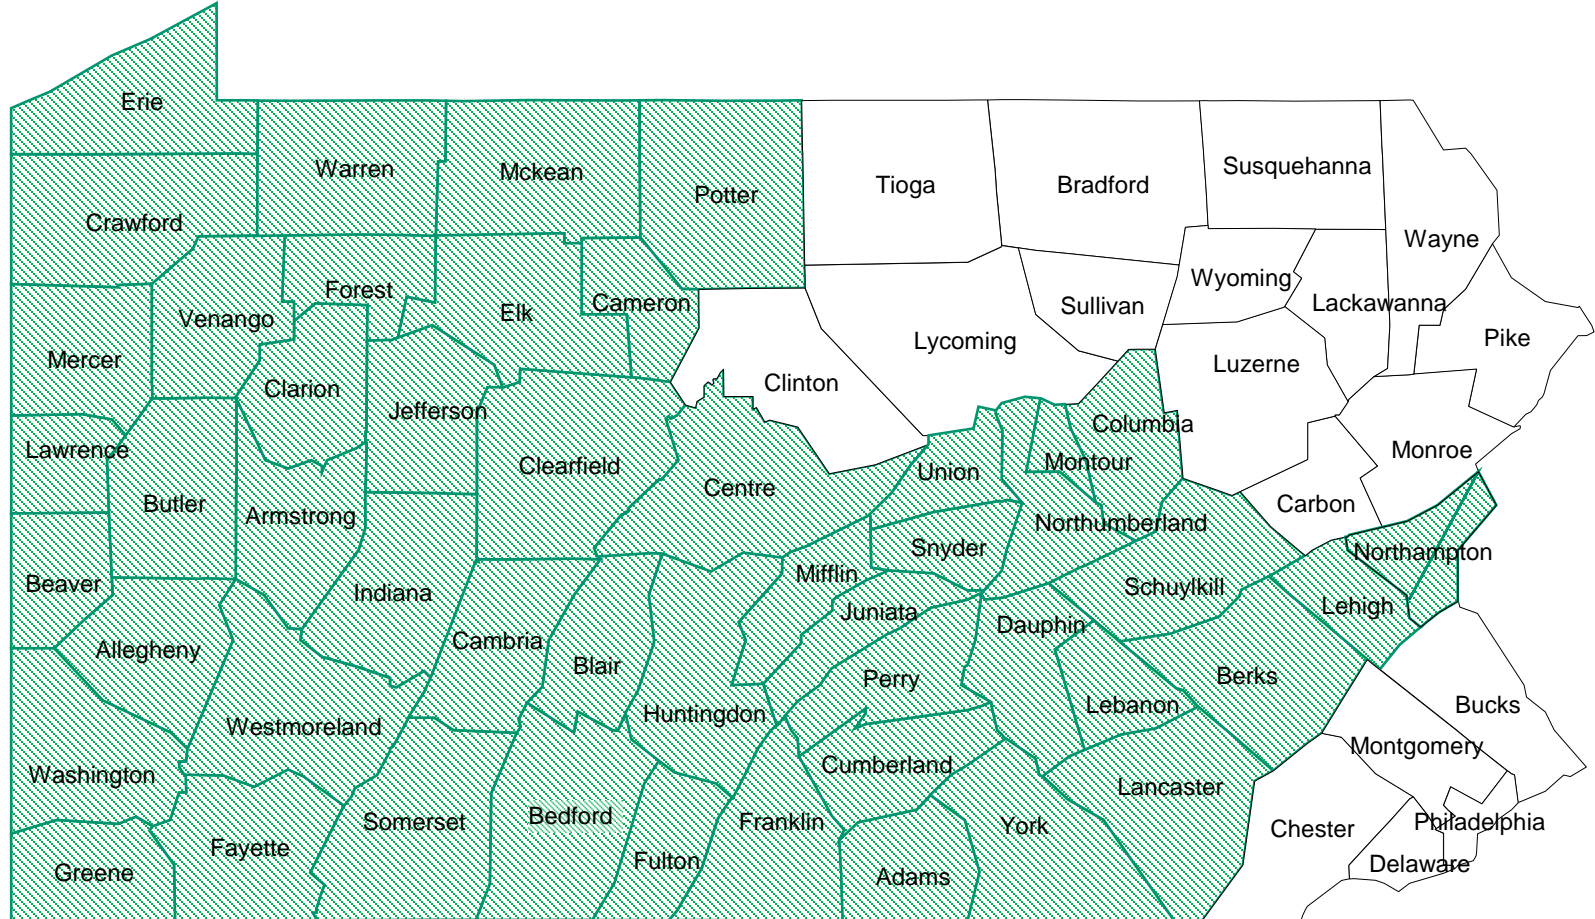 Erie
Warren
Mckean
Potter
Tioga
Bradford
Susquehanna
Crawford
Wayne
Forest
Venango
Elk
Cameron
Sullivan
Wyoming
Lackawanna
Mercer
Clarion
Jefferson
Clinton
Lycoming
Luzerne
Pike
Lawrence
Clearfield
Centre
Union
Montour
Columbia
Monroe
Butler
Armstrong
Snyder
Northumberland
Carbon
Beaver
Indiana
Mifflin
Juniata
Schuylkill
Northampton
Lehigh
Allegheny
Cambria
Blair
Dauphin
Perry
Berks
Westmoreland
Huntingdon
Lebanon
Bucks
Washington
Cumberland
Lancaster
Montgomery
Somerset
Bedford
Franklin
York
Chester
Philadelphia
Greene
Fayette
Fulton
Adams
Delaware